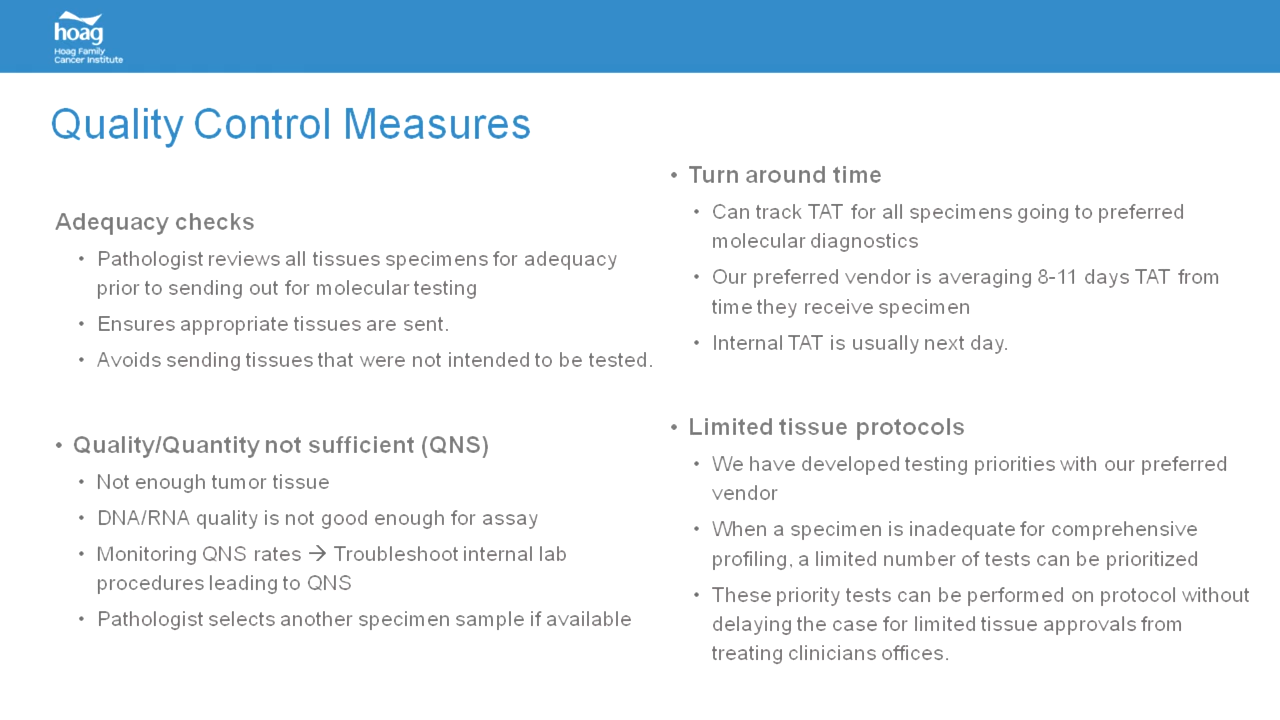 hoag
Hoag Family
Cancer Institute
Quality Control Measures
Adequacy checks
• Pathologist reviews all tissues specimens for adequacy
prior to sending out for molecular testing
• Ensures appropriate tissues are sent.
• Avoids sending tissues that were not intended to be tested.
• Quality/Quantity not sufficient (QNS)
• Not enough tumor tissue
• DNA/RNA quality is not good enough for assay
• Monitoring QNS rates → Troubleshoot internal lab
procedures leading to QNS
• Pathologist selects another specimen sample if available
• Turn around time
• Can track TAT for all specimens going to preferred
molecular diagnostics
• Our preferred vendor is averaging 8-11 days TAT from
time they receive specimen
• Internal TAT is usually next day.
• Limited tissue protocols
• We have developed testing priorities with our preferred
vendor
• When a specimen is inadequate for comprehensive
profiling, a limited number of tests can be prioritized
• These priority tests can be performed on protocol without
delaying the case for limited tissue approvals from
treating clinicians offices.